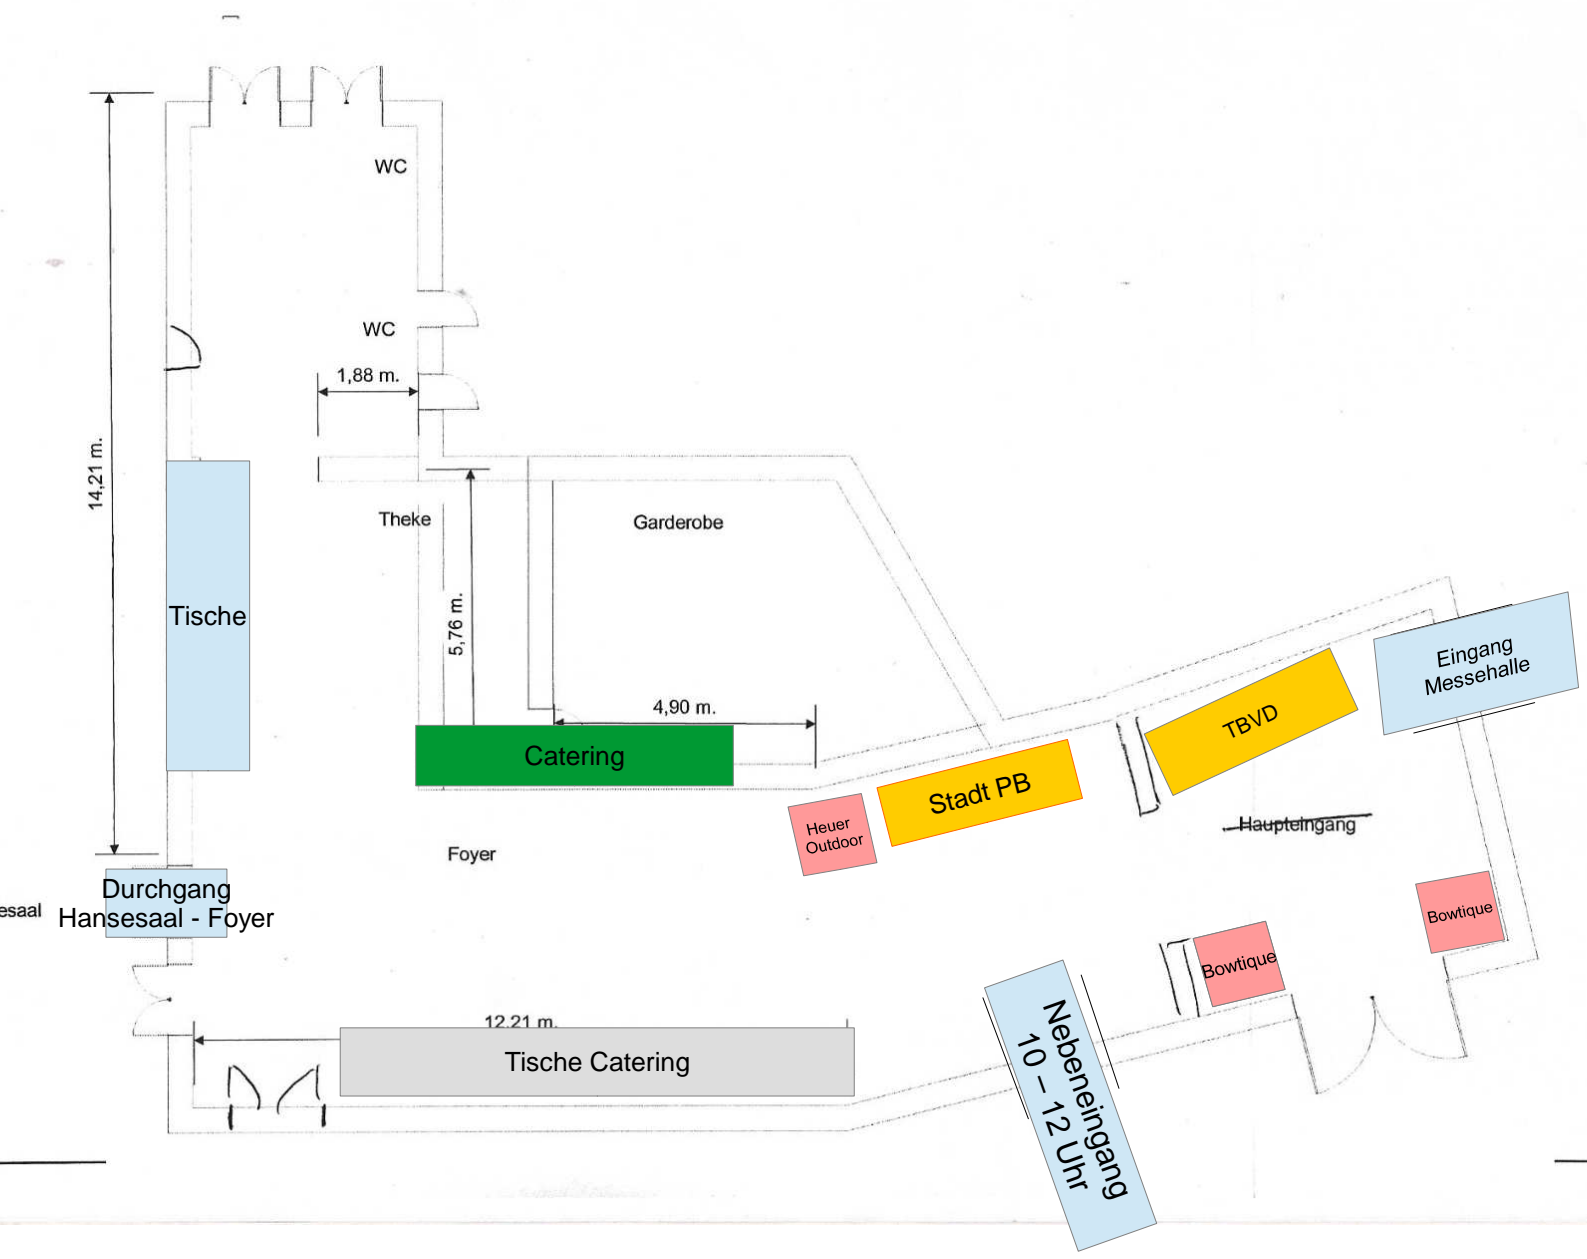 WC
WC
1,88 m.
14,21 m.
Theke
Garderobe
5,76 m.
Tische
4,90 m.
Catering
Eingang
Messehalle
TBVD
Stadt PB
Heuer
Outdoor
Haupteingang
Foyer
Durchgang
Hansesaal - Foyer
esaal
Bowtique
Bowtique
12,21 m.
Tische Catering
Nebeneingang
10 – 12 Uhr